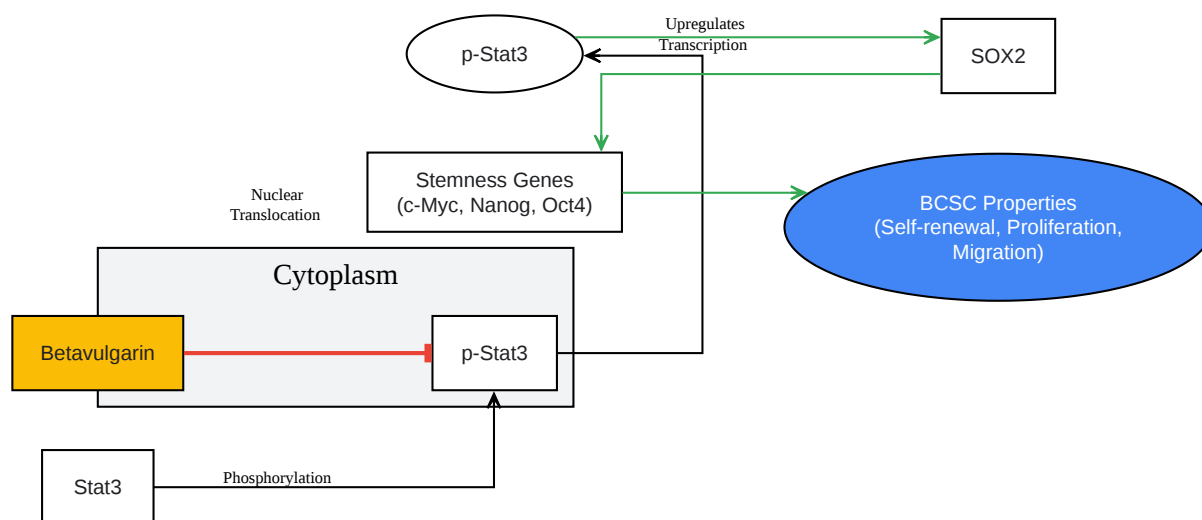 Upregulates
Transcription
p-Stat3
SOX2
Stemness Genes
(c-Myc, Nanog, Oct4)
Nuclear
Translocation
BCSC Properties
(Self-renewal, Proliferation,
Migration)
Cytoplasm
Betavulgarin
p-Stat3
Phosphorylation
Stat3